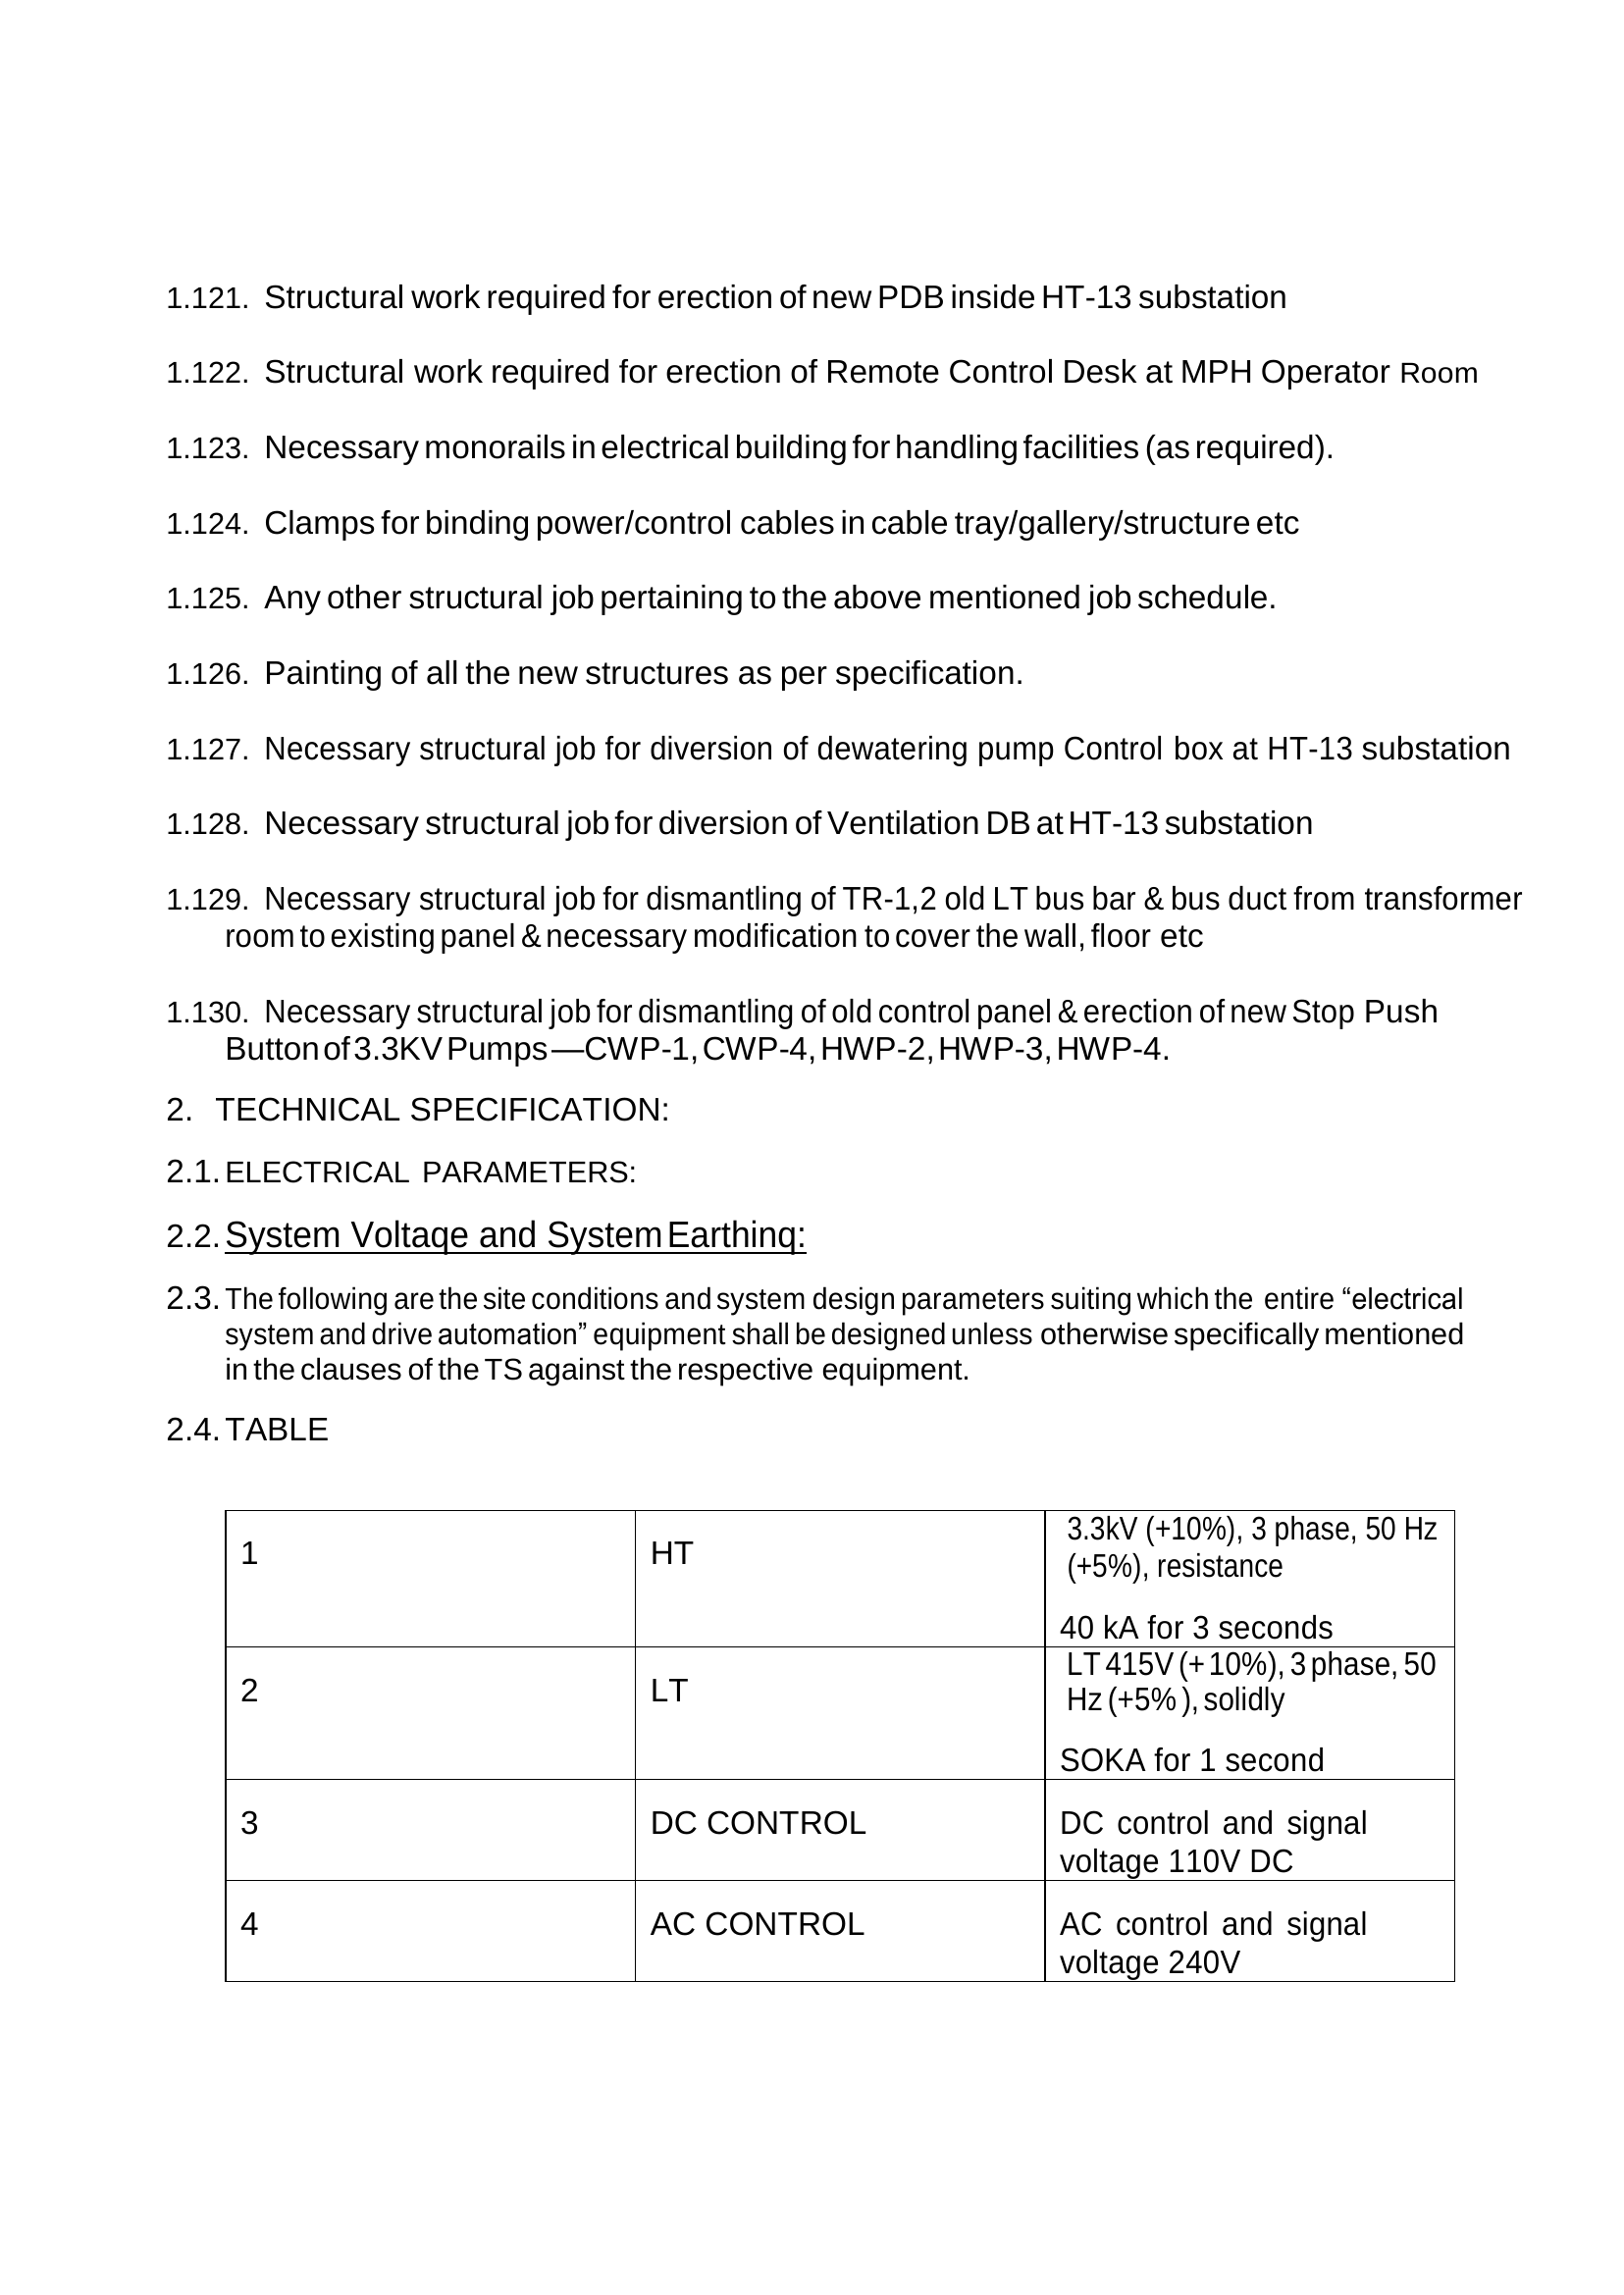 1.121. Structural work required for erection of new PDB inside HT-13 substation
1.122. Structural work required for erection of Remote Control Desk at MPH Operator Room
1.123. Necessary monorails in electrical building for handling facilities (as required).
1.124. Clamps for binding power/control cables in cable tray/gallery/structure etc
1.125. Any other structural job pertaining to the above mentioned job schedule.
1.126. Painting of all the new structures as per specification.
1.127. Necessary structural job for diversion of dewatering pump Control box at HT-13 substation
1.128. Necessary structural job for diversion of Ventilation DB at HT-13 substation
1.129. Necessary structural job for dismantling of TR-1,2 old LT bus bar & bus duct from transformer
room to existing panel & necessary modification to cover the wall, floor etc
1.130. Necessary structural job for dismantling of old control panel & erection of new Stop Push
Button of 3.3KV Pumps —CWP-1, CWP-4, HWP-2, HWP-3, HWP-4.
2. TECHNICAL SPECIFICATION:
2.1. ELECTRICAL PARAMETERS:
2.2. System Voltaqe and System Earthinq:
2.3. The following are the site conditions and system design parameters suiting which the entire “electrical
system and drive automation” equipment shall be designed unless otherwise specifically mentioned
in the clauses of the TS against the respective equipment.
2.4. TABLE
1 HT 3.3kV (+10%), 3 phase, 50 Hz
(+5%), resistance
40 kA for 3 seconds
2 LT LT 415V (+ 10%), 3 phase, 50
Hz (+5% ), solidly
SOKA for 1 second
3 DC CONTROL DC control and signal
voltage 110V DC
4 AC CONTROL AC control and signal
voltage 240V